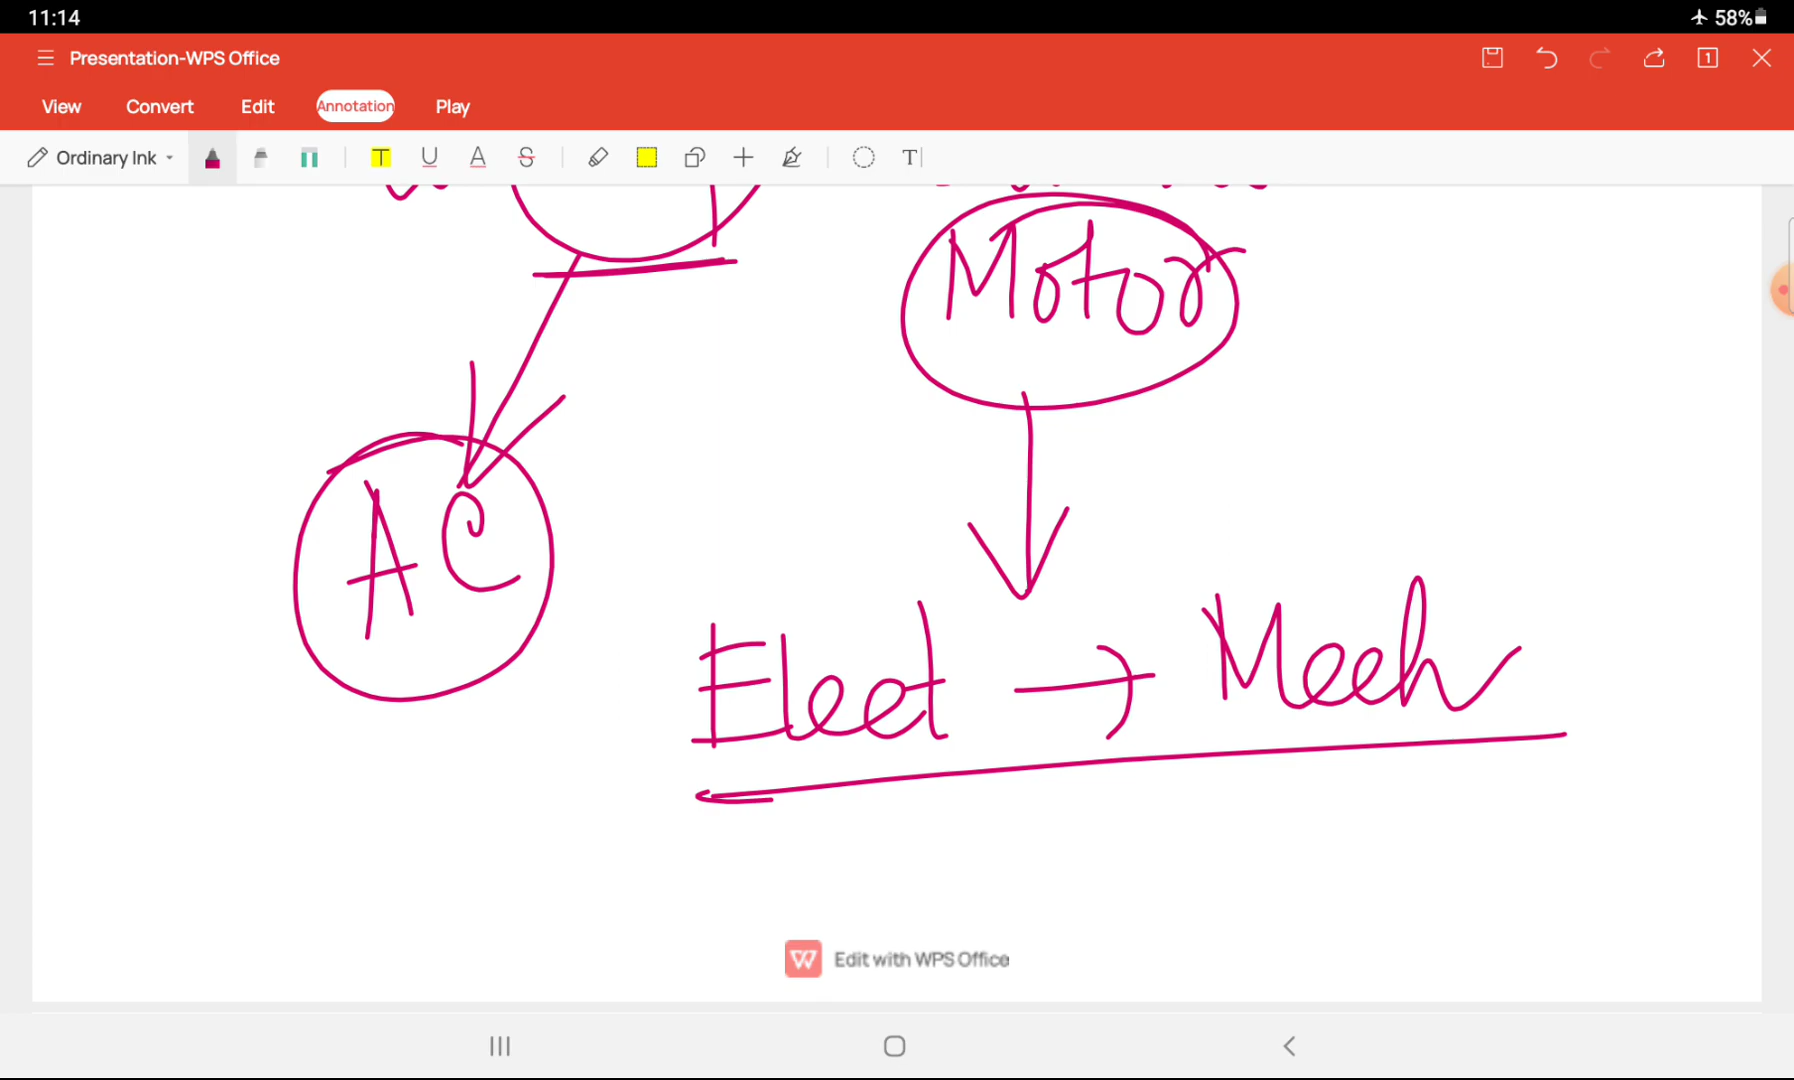 11:14
58%
Presentation-WPS Office
1
View Convert Edit Annotation Play
Ordinary Ink T U A S T
Motor
AC
Elect → Mech
Edit with WPS Office